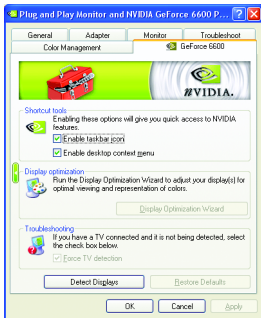 Plug and Play Monitor and NVIDIA GeForce 6600 P...
General Adapter Monitor Troubleshoot
Color Management GeForce 6600
nVIDIA.
Shortcut tools
Enabling these options will give you quick access to NVIDIA
features.
Enable taskbar icon
Enable desktop context menu
Display optimization
Run the Display Optimization Wizard to adjust your display(s) for
optimal viewing and representation of colors.
Display Optimization Wizard
Troubleshooting
If you have a TV connected and it is not being detected, select
the check box below.
Force TV detection
Detect Displays Restore Defaults
OK Cancel Apply